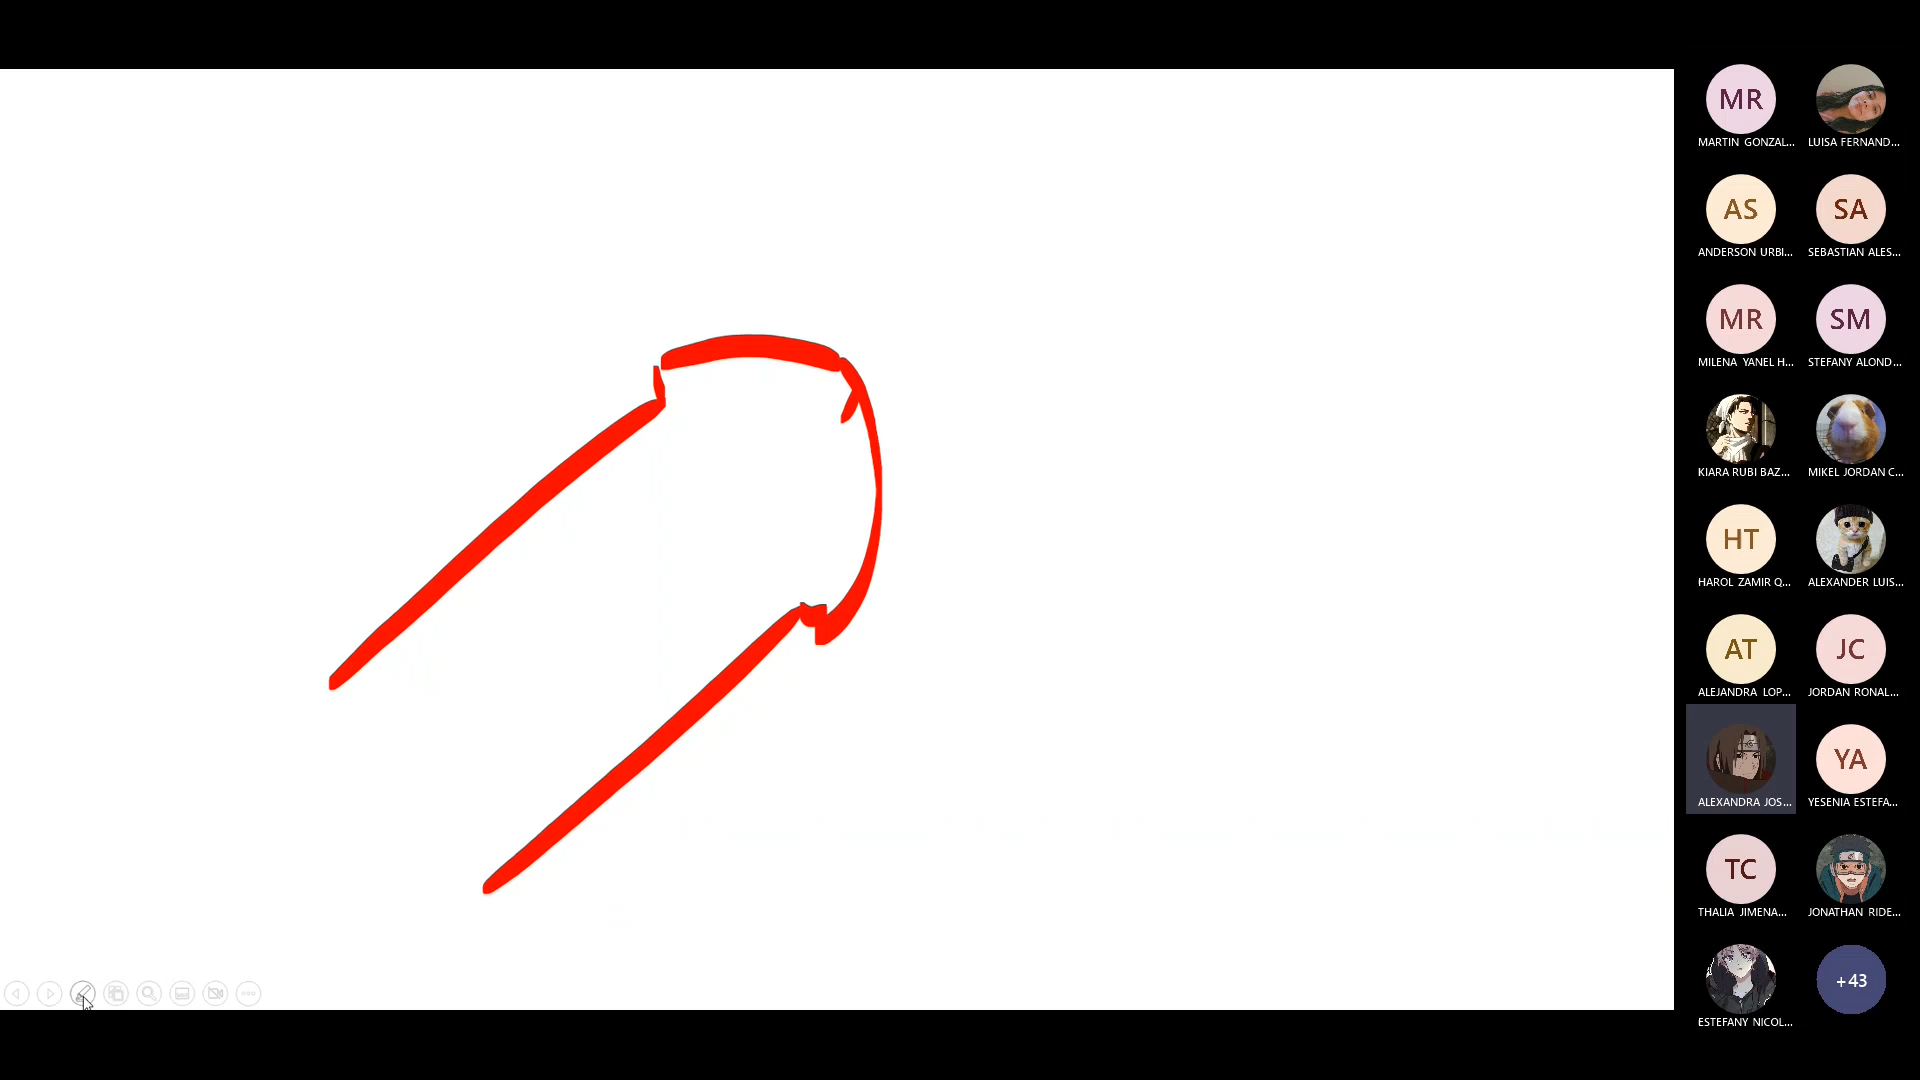 MR
MARTIN GONZAL... LUISA FERNAND...
AS SA
ANDERSON URBI... SEBASTIAN ALES...
MR SM
MILENA YANEL H... STEFANY ALOND...
KIARA RUBI BAZ... MIKEL JORDAN C...
HT
HAROL ZAMIR Q... ALEXANDER LUIS...
AT JC
ALEJANDRA LOP... JORDAN RONAL...
YA
ALEXANDRA JOS... YESENIA ESTEFA...
TC
THALIA JIMENA... JONATHAN RIDE...
+43
ESTEFANY NICOL...